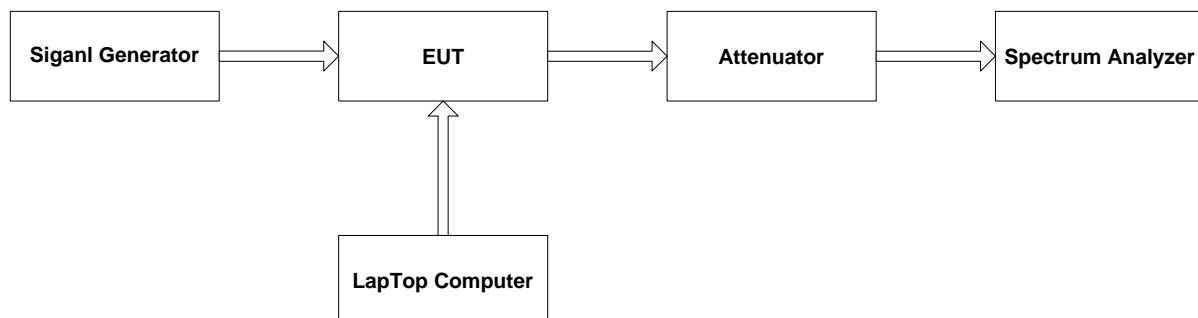 Siganl Generator
EUT
Attenuator
Spectrum Analyzer
LapTop Computer